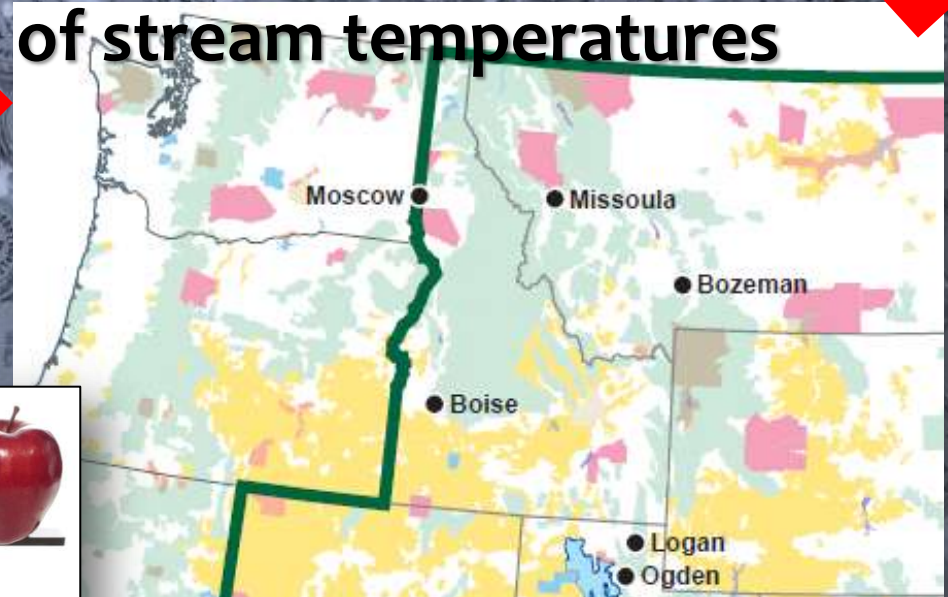 of stream temperatures
Moscow
Missoula
Bozeman
Boise
Logan
Ogden